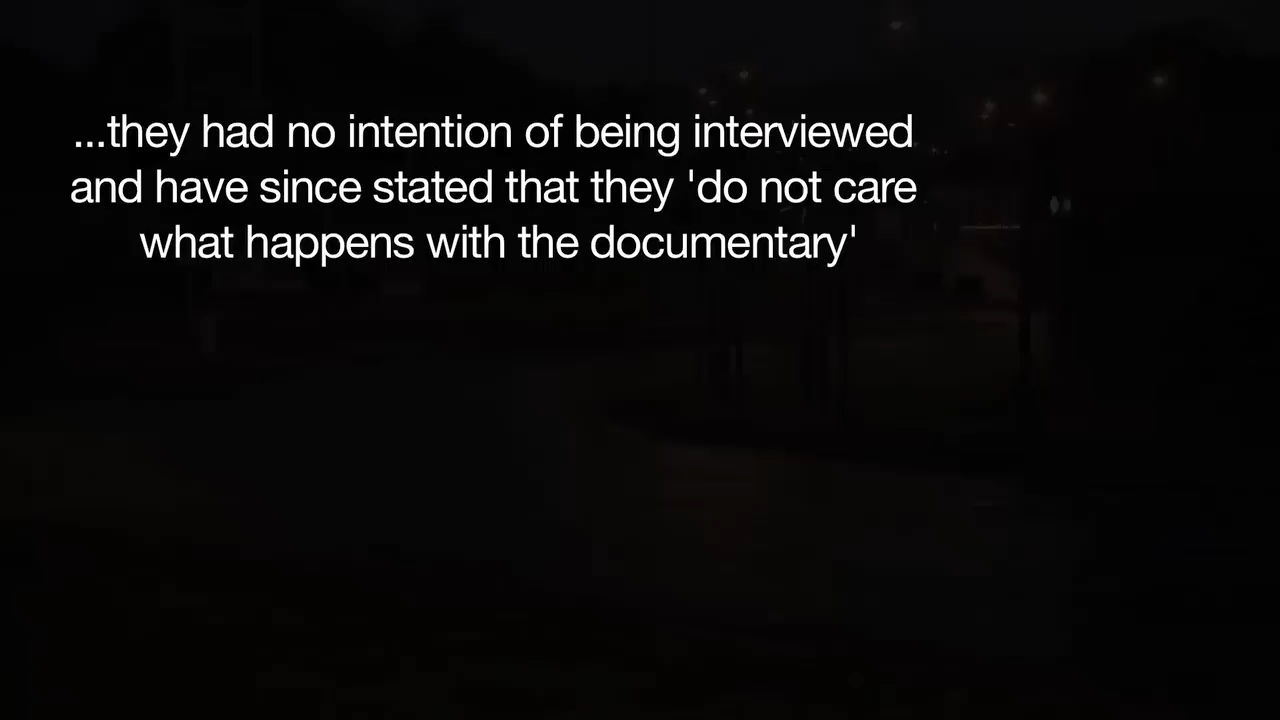 ...they had no intention of being interviewed
and have since stated that they 'do not care
what happens with the documentary'